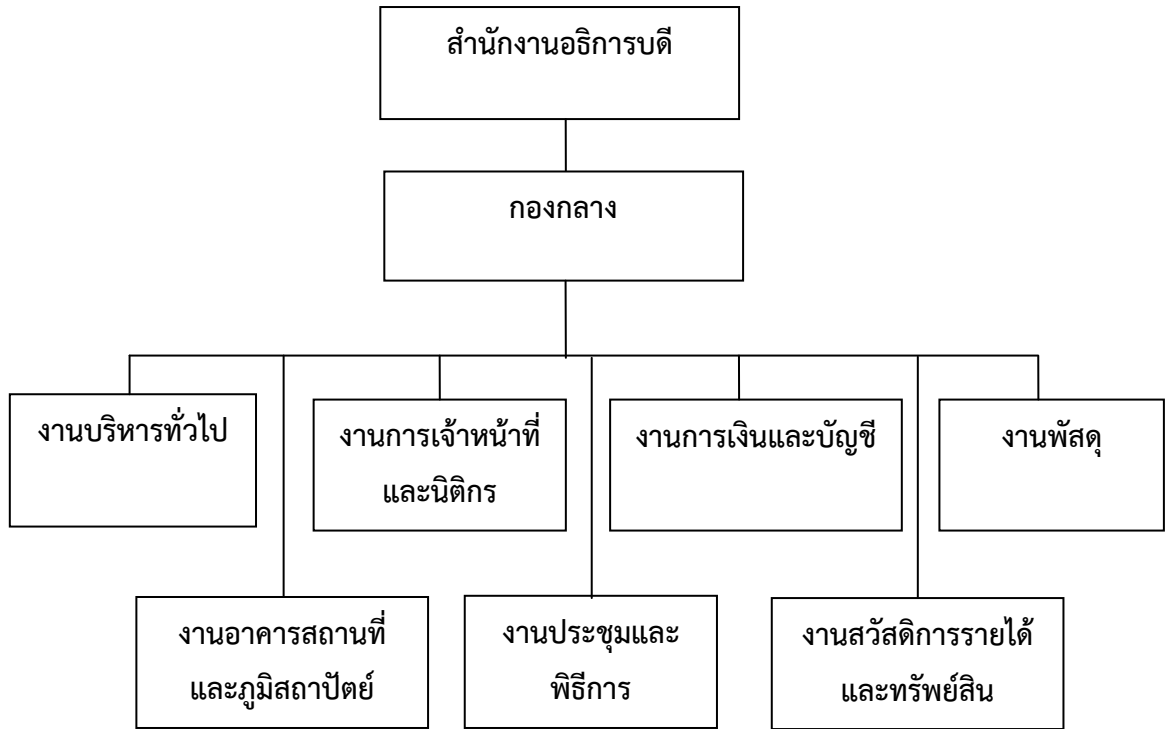 สำนักงานอธิการบดี
กองกลาง
งานบริหารทั่วไป
งานการเจ้าหน้าที่
และนิติกร
งานการเงินและบัญชี
งานพัสดุ
งานอาคารสถานที่
และภูมิสถาปัตย์
งานประชุมและ
พิธีการ
งานสวัสดิการรายได้
และทรัพย์สิน